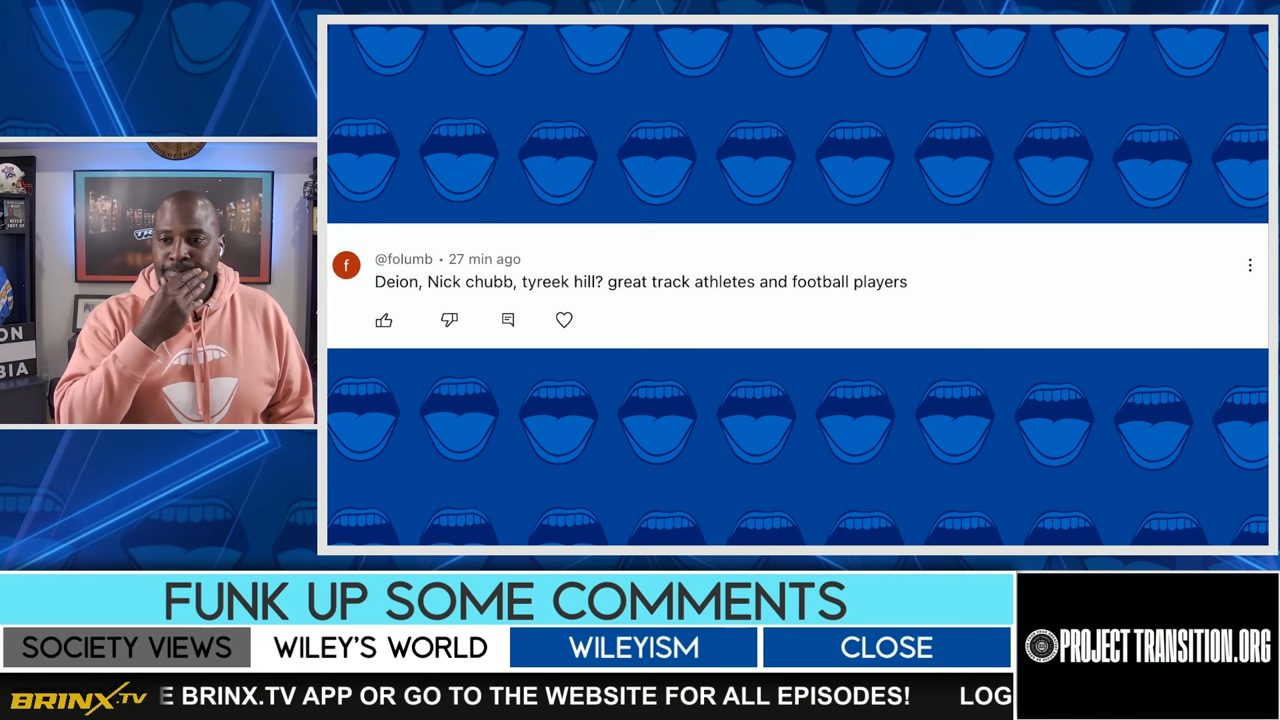 f
@folumb • 27 min ago
Deion, Nick chubb, tyreek hill? great track athletes and football players
ON
BIA
FUNK UP SOME COMMENTS
SOCIETY VIEWS
WILEY'S WORLD
WILEYISM
CLOSE
PROJECT TRANSITION.ORG
BRINX.TV
E BRINX.TV APP OR GO TO THE WEBSITE FOR ALL EPISODES! LOG